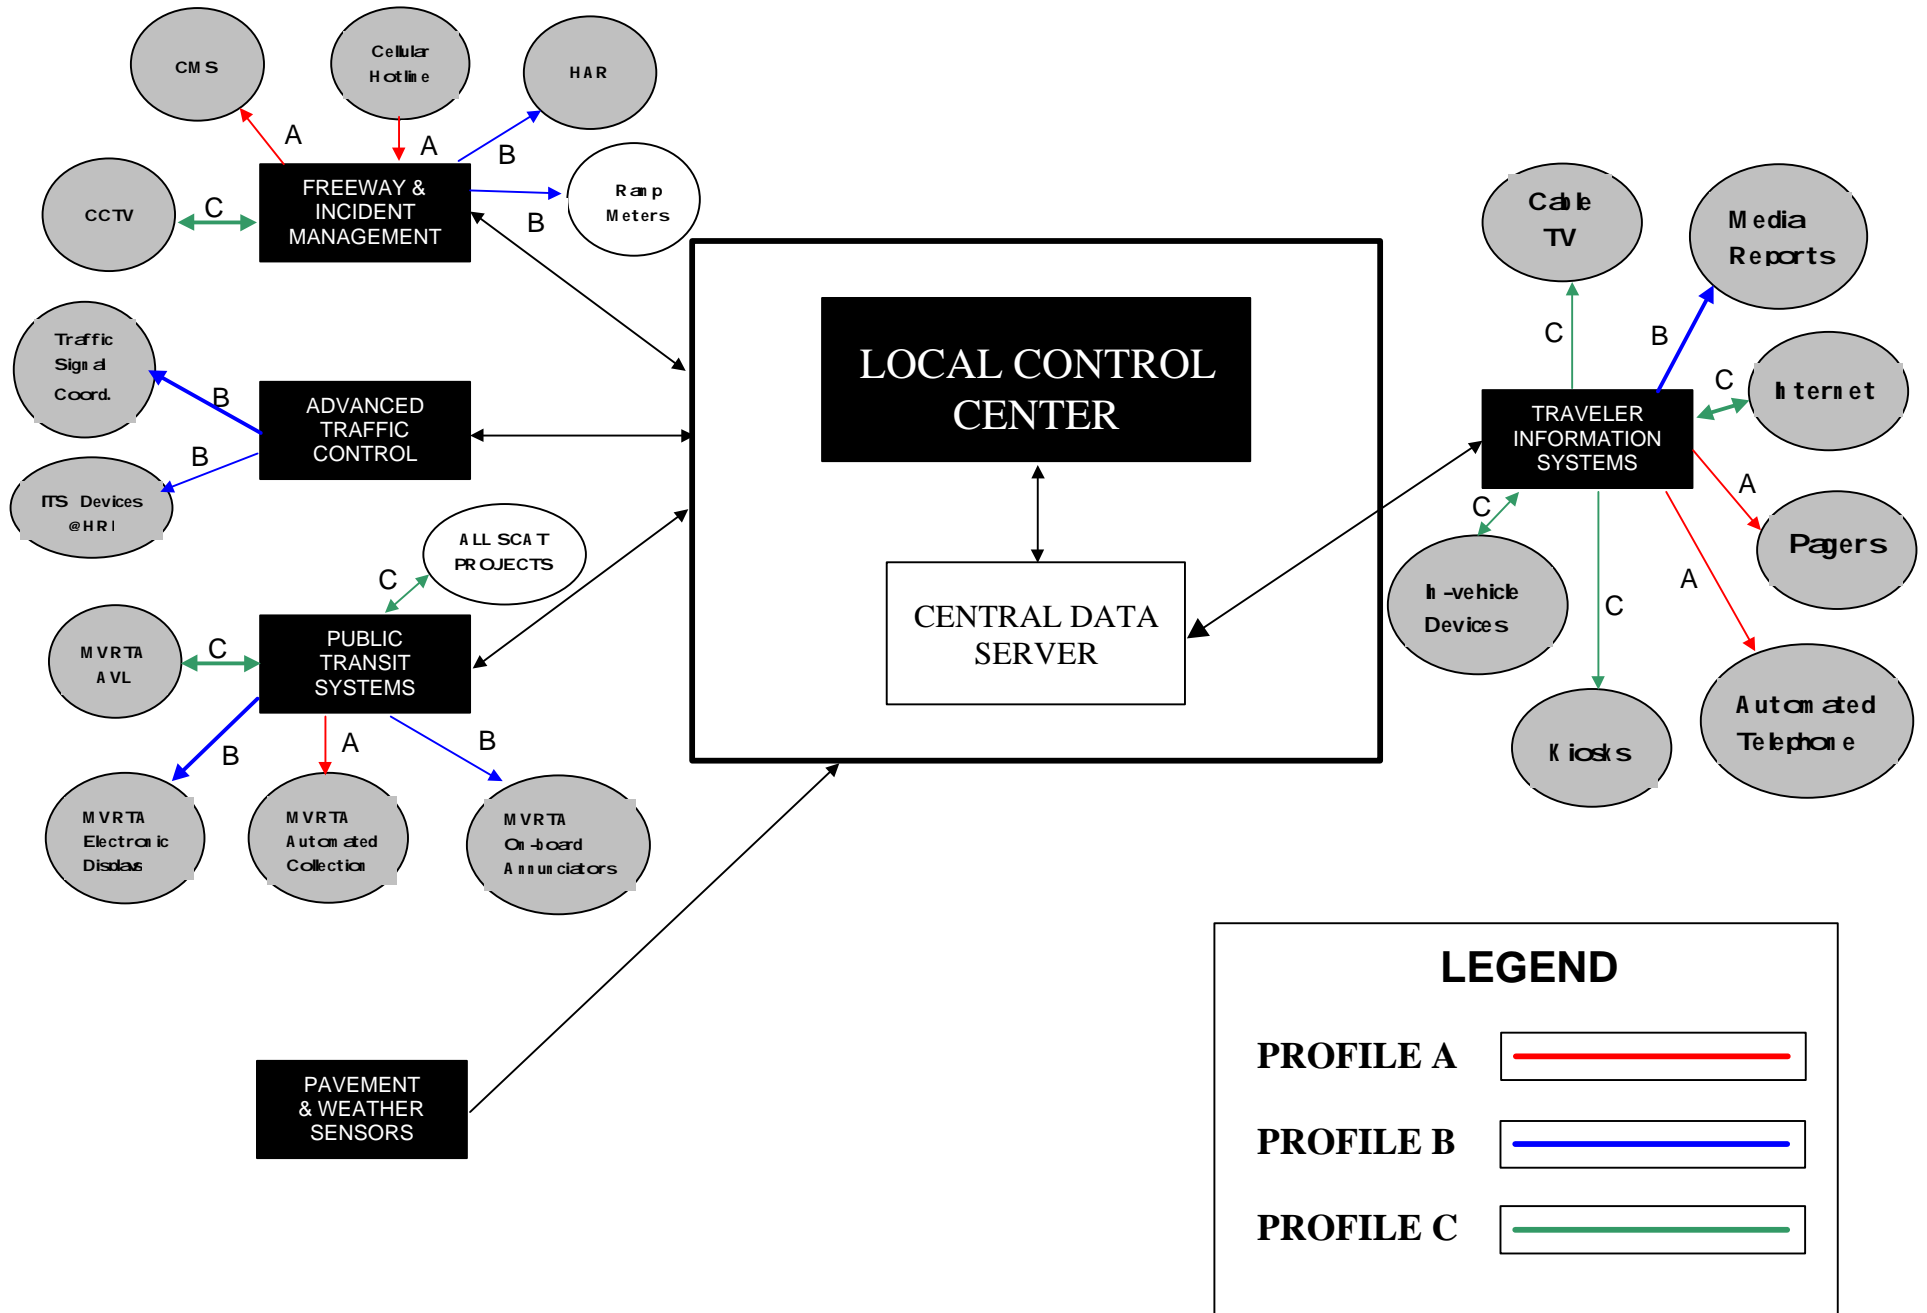 CMS
Cellular
Hotline
HAR
A
A
B
FREEWAY &
INCIDENT
MANAGEMENT
CCTV
C
B
Ramp
Meters
Traffic
Signal
Coord.
B
ADVANCED
TRAFFIC
CONTROL
B
ITS Devices
@HRI
ALL SCAT
PROJECTS
C
PUBLIC
TRANSIT
SYSTEMS
MVRTA
AVL
C
B
A
B
MVRTA
Electronic
Displays
MVRTA
Automated
Collection
MVRTA
On-board
Annunciators
PAVEMENT
& WEATHER
SENSORS
LOCAL CONTROL
CENTER
CENTRAL DATA
SERVER
Cable
TV
Media
Reports
C
B
Internet
C
TRAVELER
INFORMATION
SYSTEMS
A
Pagers
C
In-vehicle
Devices
C
A
Kiosks
Automated
Telephone
LEGEND
PROFILE A
PROFILE B
PROFILE C